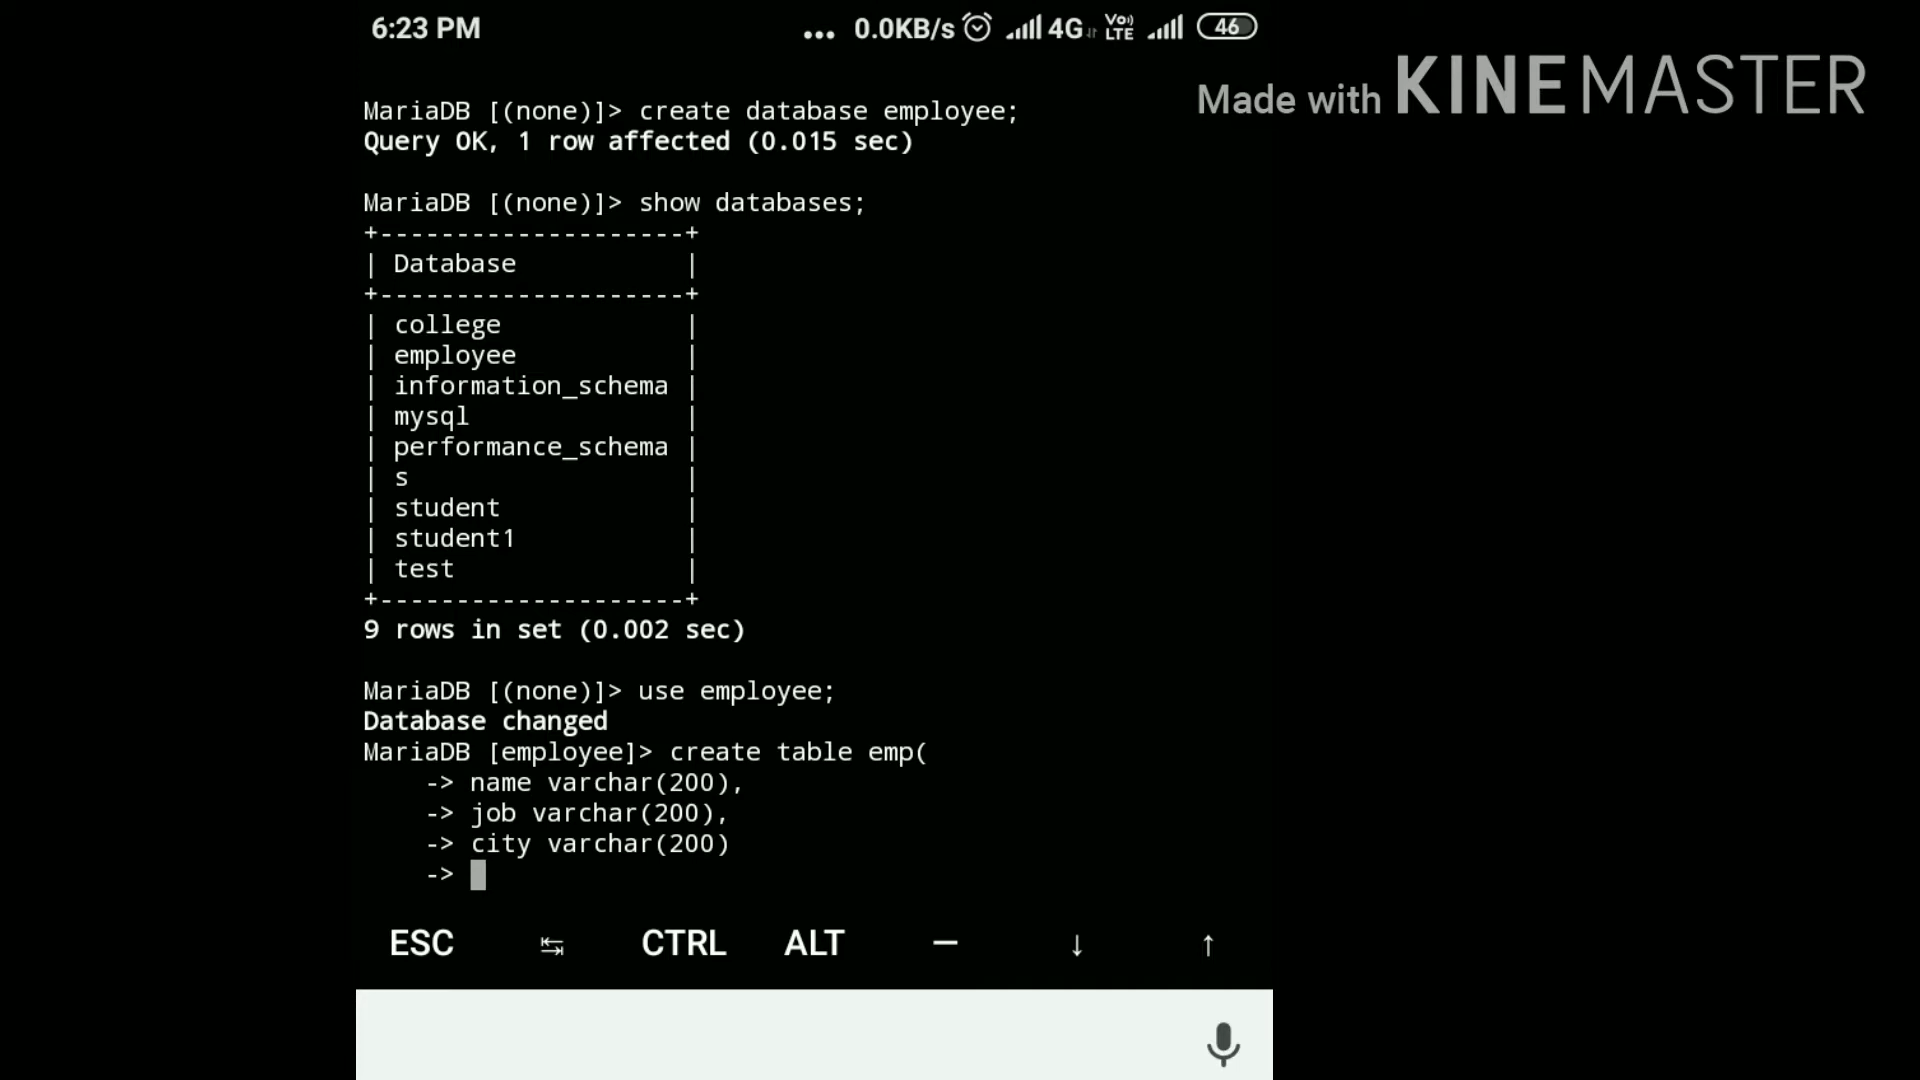 6:23 PM ... 0.0KB/s 4G Vo) LTE 46
Made with KINEMASTER
MariaDB [(none)]> create database employee;
Query OK, 1 row affected (0.015 sec)
MariaDB [(none)]> show databases;
+--------------------+
| Database           |
+--------------------+
| college            |
| employee           |
| information_schema |
| mysql              |
| performance_schema |
| s                  |
| student            |
| student1           |
| test               |
+--------------------+
9 rows in set (0.002 sec)
MariaDB [(none)]> use employee;
Database changed
MariaDB [employee]> create table emp(
    -> name varchar(200),
    -> job varchar(200),
    -> city varchar(200)
    ->
ESC ↹ CTRL ALT — ↓ ↑